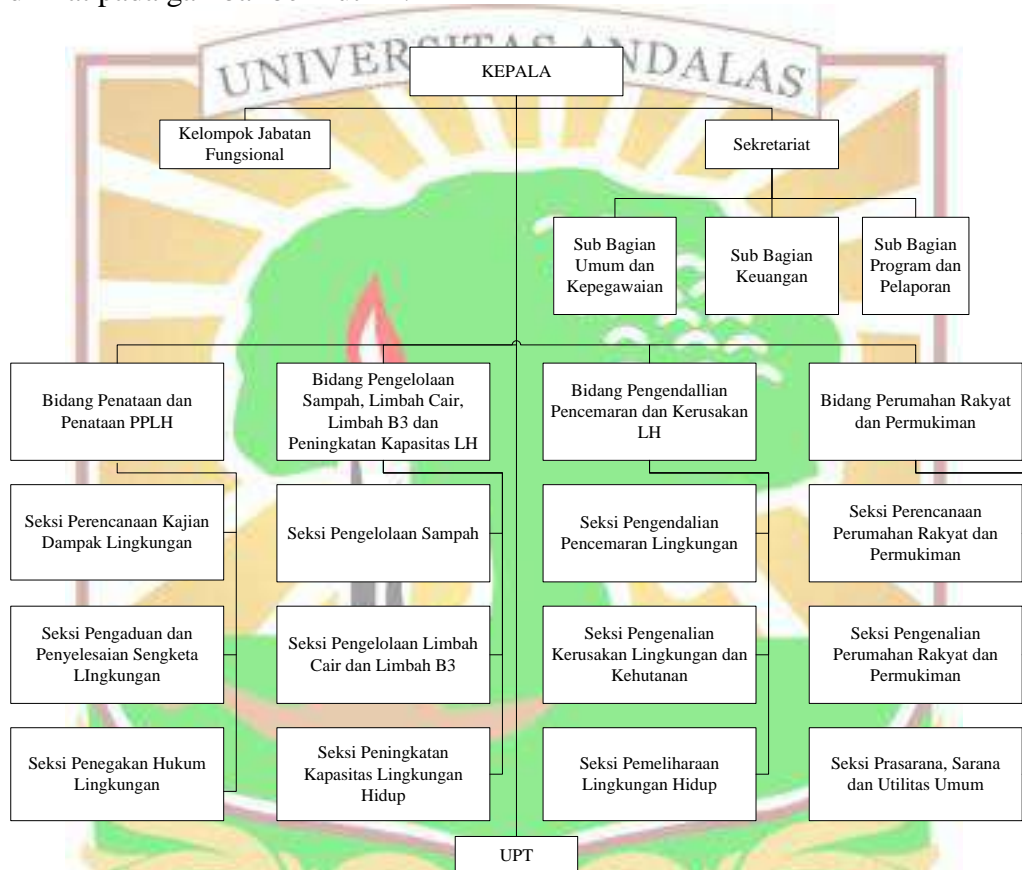 UNIVERSITAS ANDALAS
KEPALA
Kelompok Jabatan
Fungsional
Sekretariat
Sub Bagian
Umum dan
Kepegawaian
Sub Bagian
Keuangan
Sub Bagian
Program dan
Pelaporan
Bidang Penataan dan
Penataan PPLH
Bidang Pengelolaan
Sampah, Limbah Cair,
Limbah B3 dan
Peningkatan Kapasitas LH
Bidang Pengendallian
Pencemaran dan Kerusakan
LH
Bidang Perumahan Rakyat
dan Permukiman
Seksi Perencanaan Kajian
Dampak Lingkungan
Seksi Pengelolaan Sampah
Seksi Pengendalian
Pencemaran Lingkungan
Seksi Perencanaan
Perumahan Rakyat dan
Permukiman
Seksi Pengaduan dan
Penyelesaian Sengketa
LIngkungan
Seksi Pengelolaan Limbah
Cair dan Limbah B3
Seksi Pengenalian
Kerusakan Lingkungan dan
Kehutanan
Seksi Pengenalian
Perumahan Rakyat dan
Permukiman
Seksi Penegakan Hukum
Lingkungan
Seksi Peningkatan
Kapasitas Lingkungan
Hidup
Seksi Pemeliharaan
Lingkungan Hidup
Seksi Prasarana, Sarana
dan Utilitas Umum
UPT